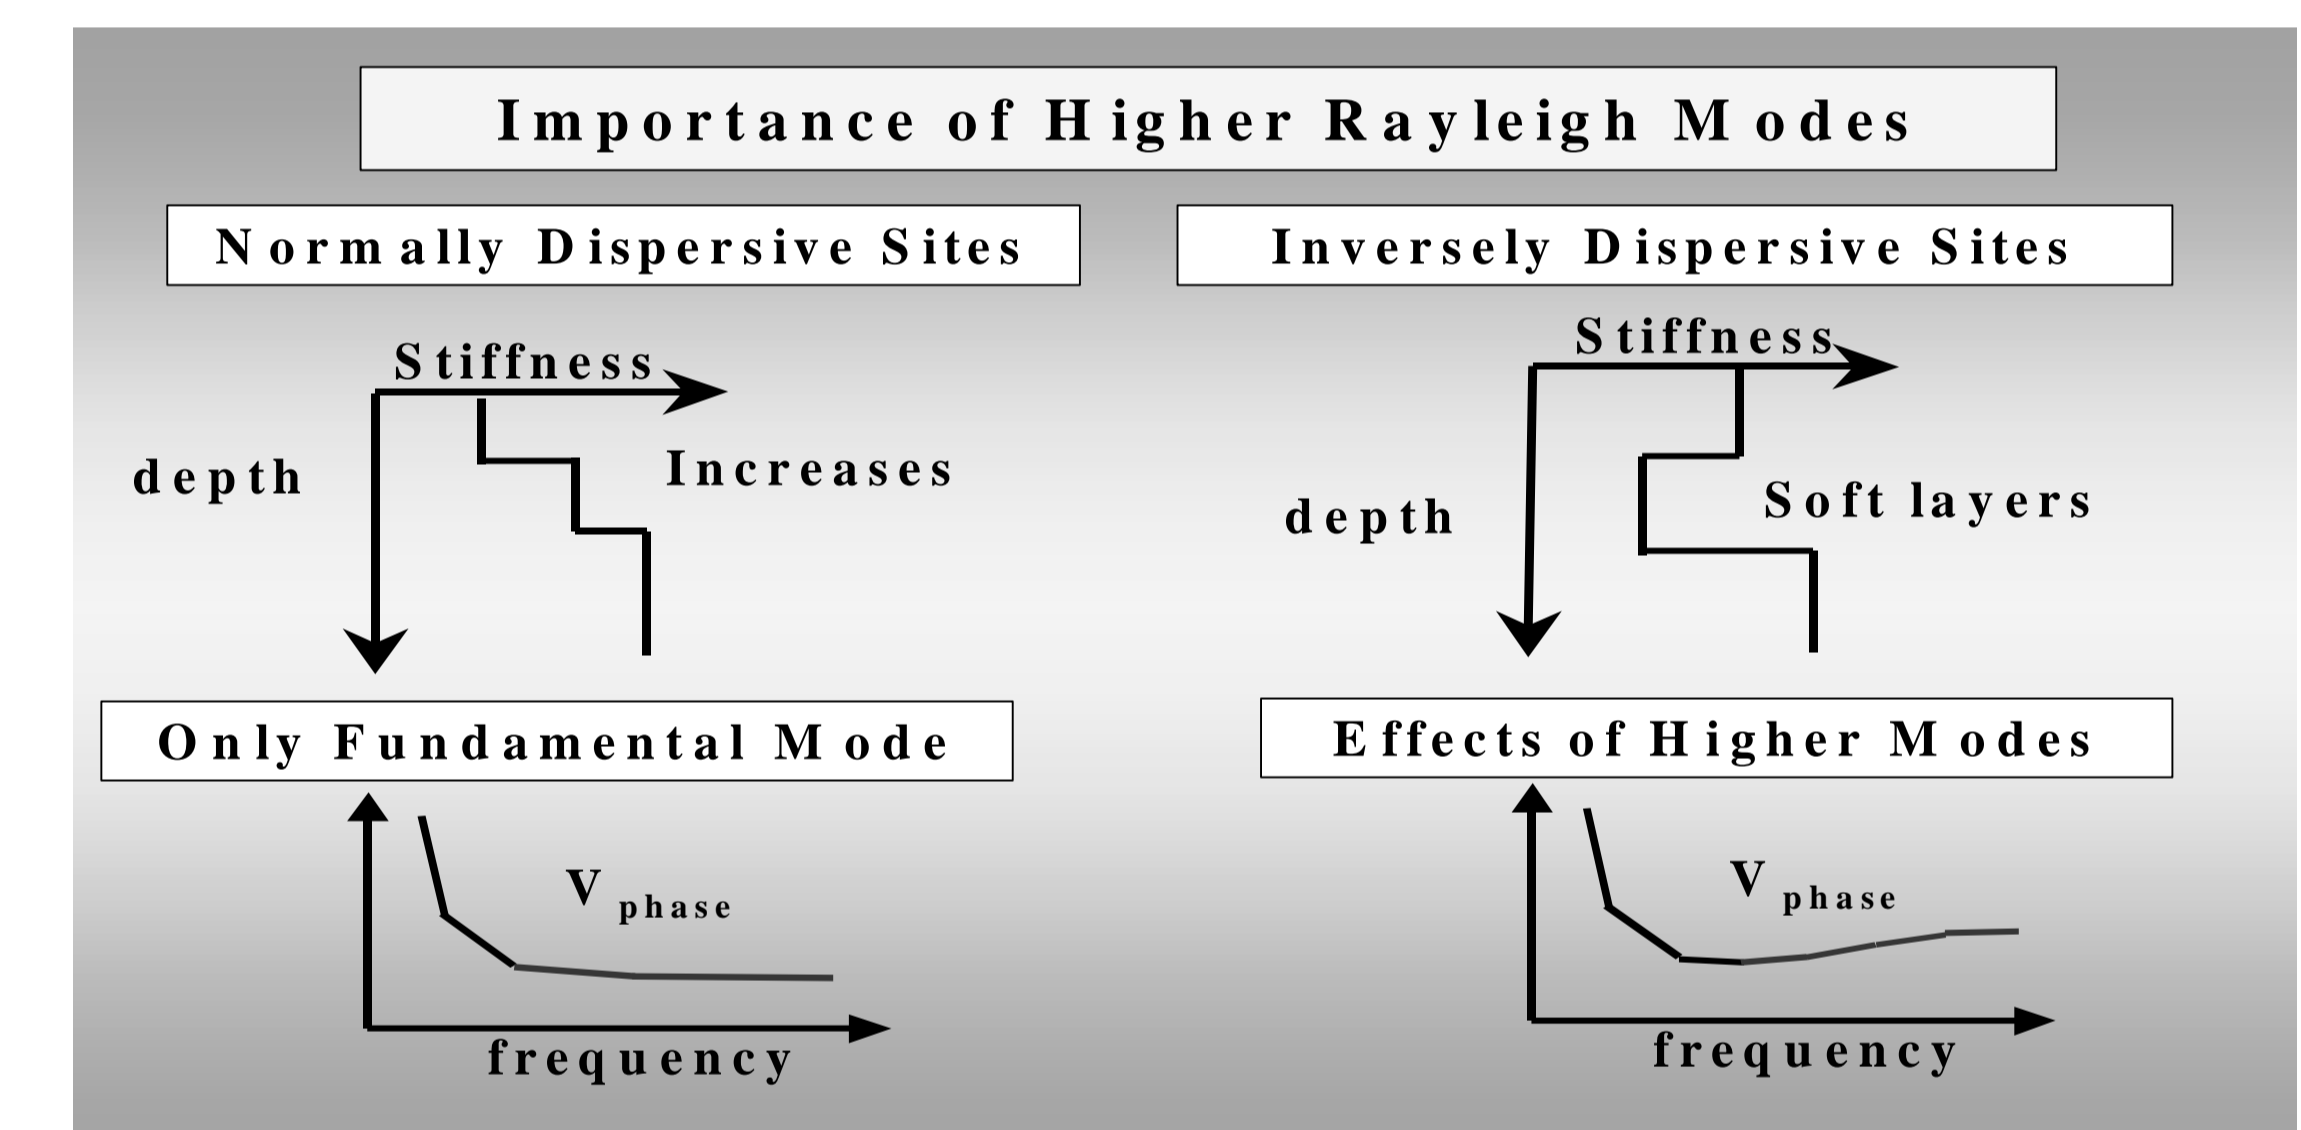 Importance of Higher Rayleigh Modes
Normally Dispersive Sites
Inversely Dispersive Sites
Stiffness
depth
Increases
Stiffness
depth
Soft layers
Only Fundamental Mode
Effects of Higher Modes
V phase
frequency
V phase
frequency